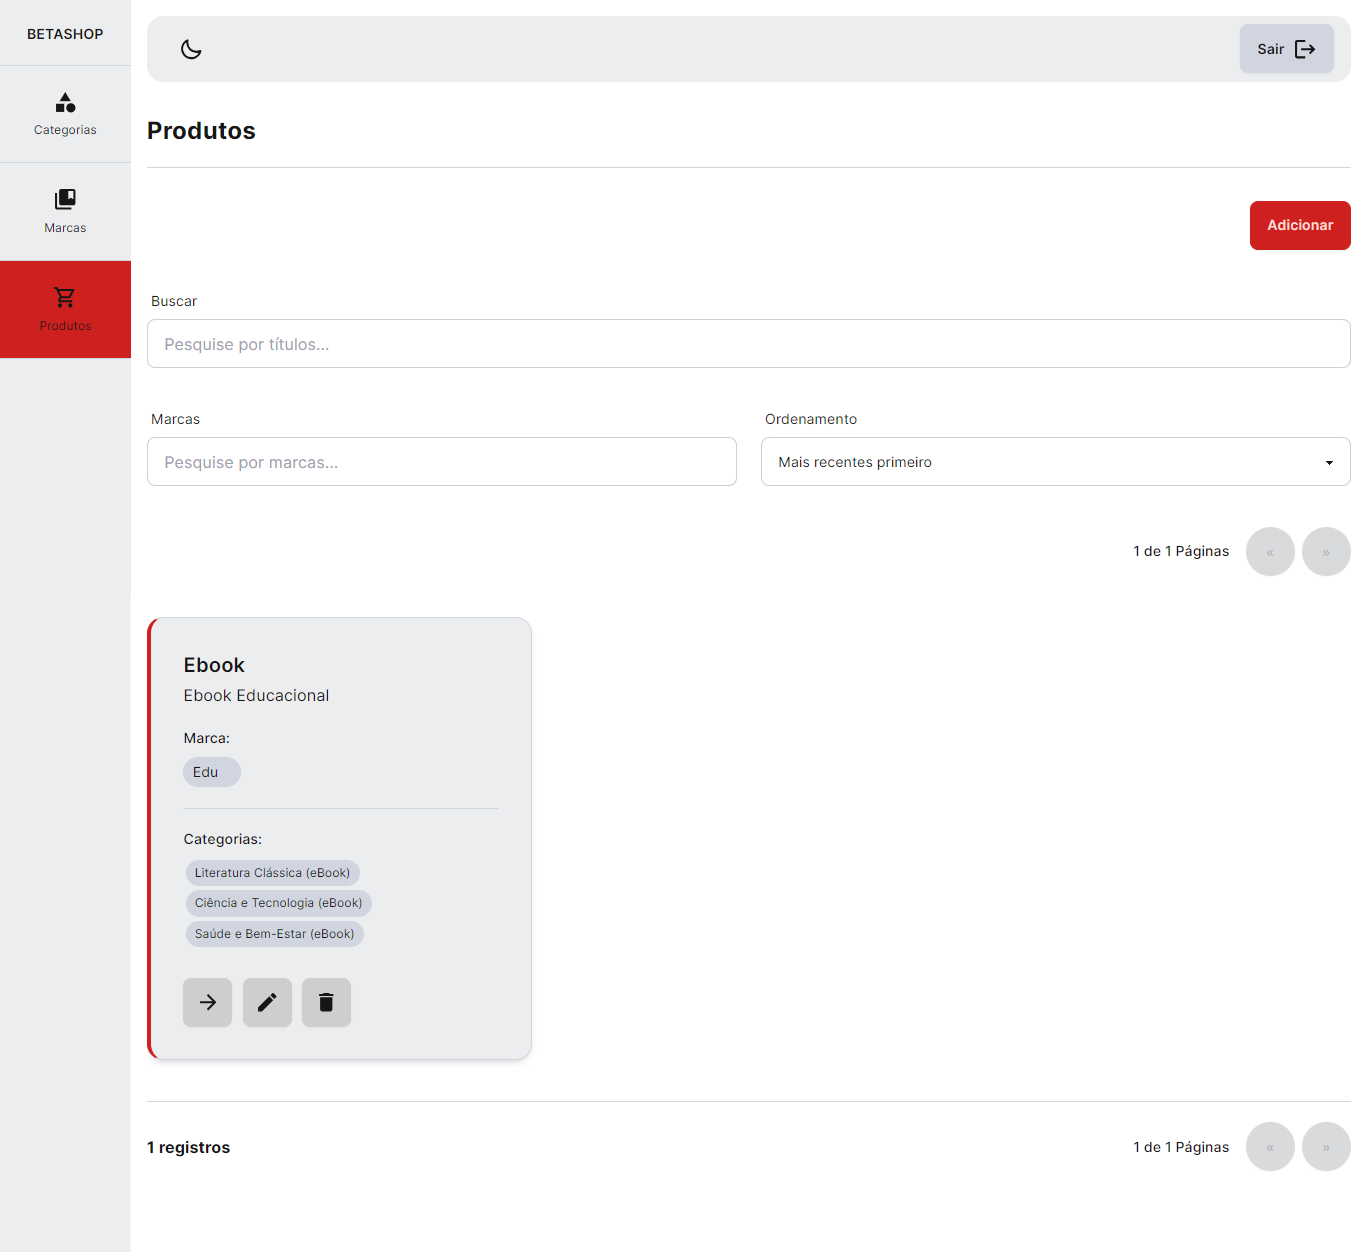 BETASHOP
Categorias
Marcas
Produtos
Sair
Produtos
Adicionar
Buscar
Pesquise por títulos...
Marcas
Pesquise por marcas...
Ordenamento
Mais recentes primeiro
1 de 1 Páginas « »
Ebook
Ebook Educacional
Marca:
Edu
Categorias:
Literatura Clássica (eBook)
Ciência e Tecnologia (eBook)
Saúde e Bem-Estar (eBook)
1 registros
1 de 1 Páginas « »